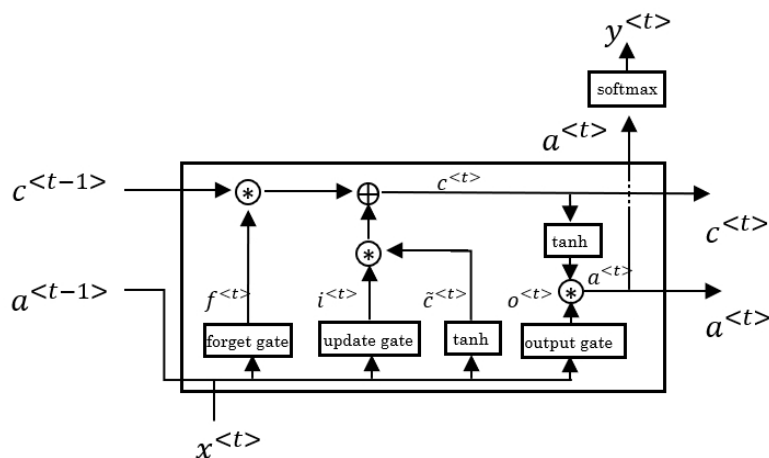 y<t>
softmax
a<t>
c<t-1>
c<t>
c<t>
tanh
a<t-1>
f<t>
i<t>
c̃<t>
o<t>
a<t>
a<t>
forget gate
update gate
tanh
output gate
x<t>